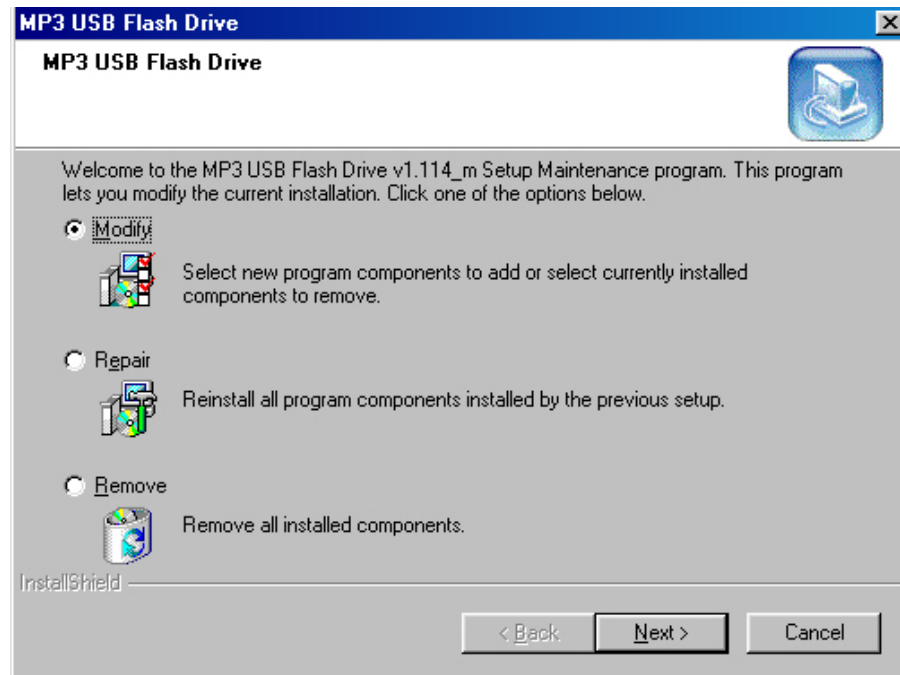 MP3 USB Flash Drive
MP3 USB Flash Drive
Welcome to the MP3 USB Flash Drive v1.114_m Setup Maintenance program. This program
lets you modify the current installation. Click one of the options below.
Modify
Select new program components to add or select currently installed
components to remove.
Repair
Reinstall all program components installed by the previous setup.
Remove
Remove all installed components.
InstallShield
< Back
Next >
Cancel